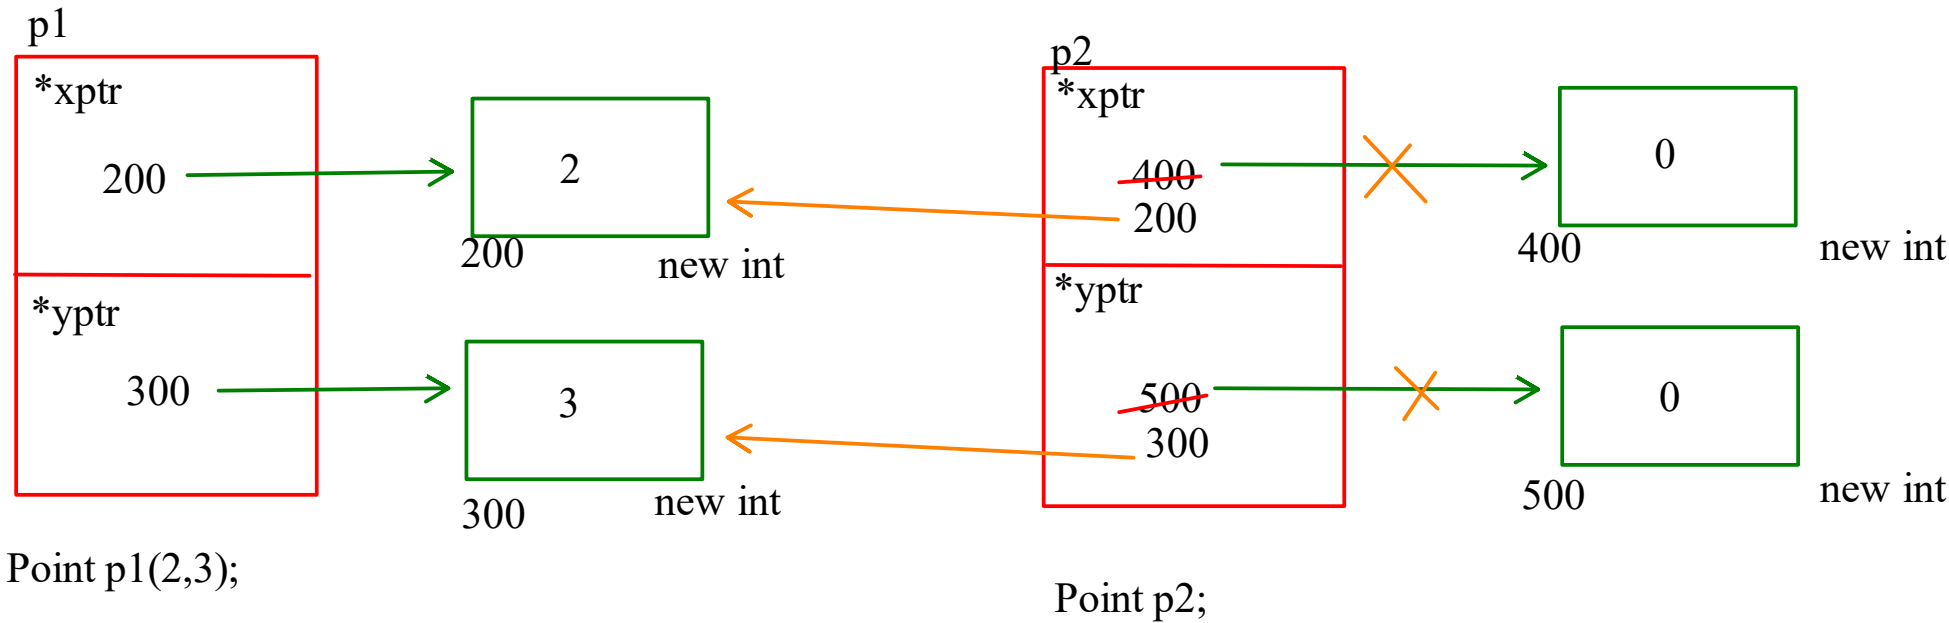 p1
*xptr
200
2
200
new int
*yptr
300
3
300
new int
Point p1(2,3);
p2
*xptr
400
200
0
400
new int
*yptr
500
300
0
500
new int
Point p2;